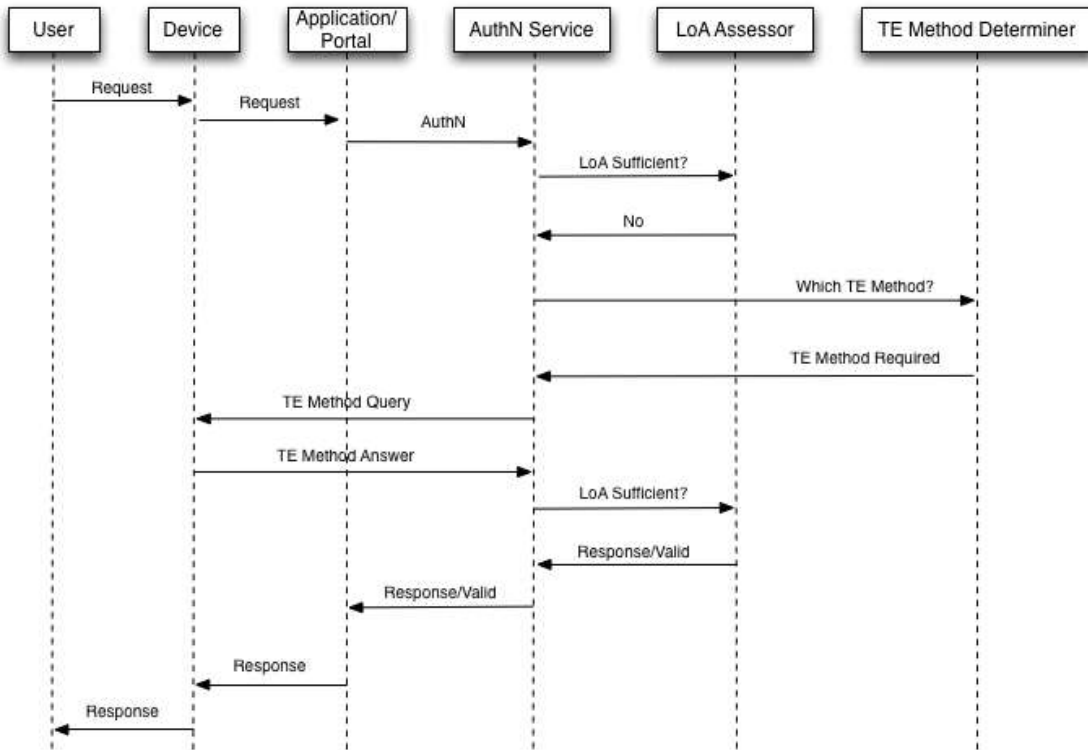 User
Device
Application/
Portal
AuthN Service
LoA Assessor
TE Method Determiner
Request
Request
AuthN
LoA Sufficient?
No
Which TE Method?
TE Method Required
TE Method Query
TE Method Answer
LoA Sufficient?
Response/Valid
Response/Valid
Response
Response